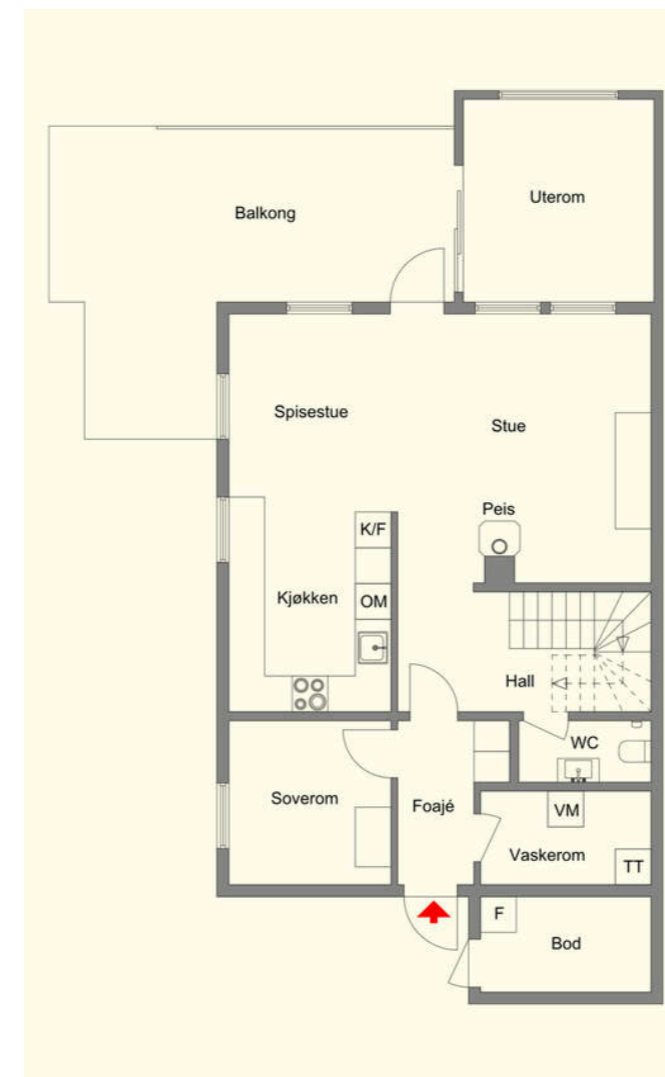 Uterom
Balkong
Spisestue
Stue
Peis
K/F
Kjøkken
OM
Hall
WC
Soverom
Foajé
VM
Vaskerom
TT
F
Bod